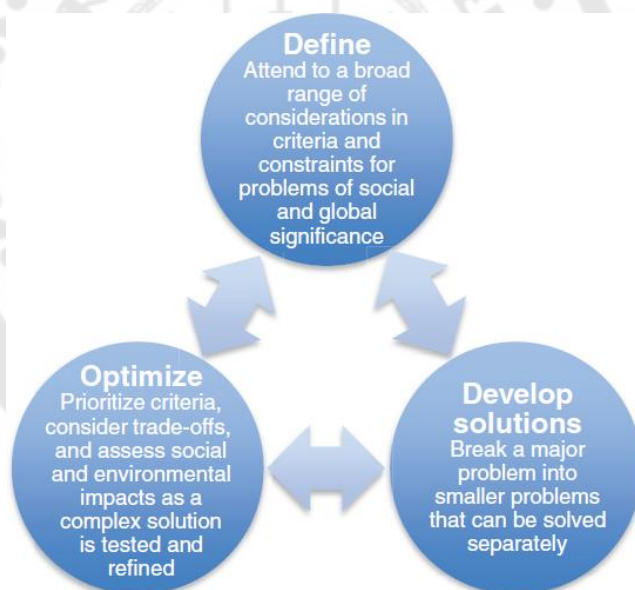 Define
Attend to a broad
range of
considerations in
criteria and
constraints for
problems of social
and global
significance
Optimize
Prioritize criteria,
consider trade-offs,
and assess social
and environmental
impacts as a
complex solution
is tested and
refined
Develop
solutions
Break a major
problem into
smaller problems
that can be solved
separately